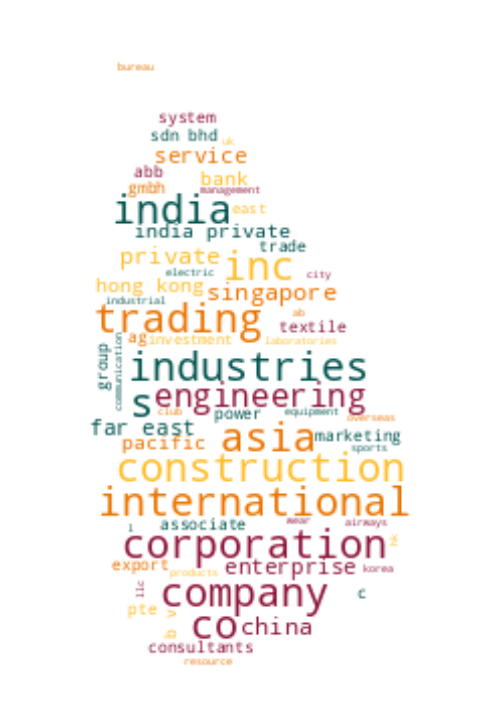 bureau
system
sdn bhd
uk
service
abb
bank
gmbh
management
india
east
india private
trade
private
inc
electric
city
hong kong
singapore
industrial
trading
ab
textile
ag
investment
laboratories
group
communication
industries
s
engineering
club
power
equipment
overseas
far east
asia
marketing
pacific
sports
construction
international
l
associate
wear
airways
corporation
hk
export
products
enterprise
korea
llc
company
c
pte
v
b
co
china
consultants
resource